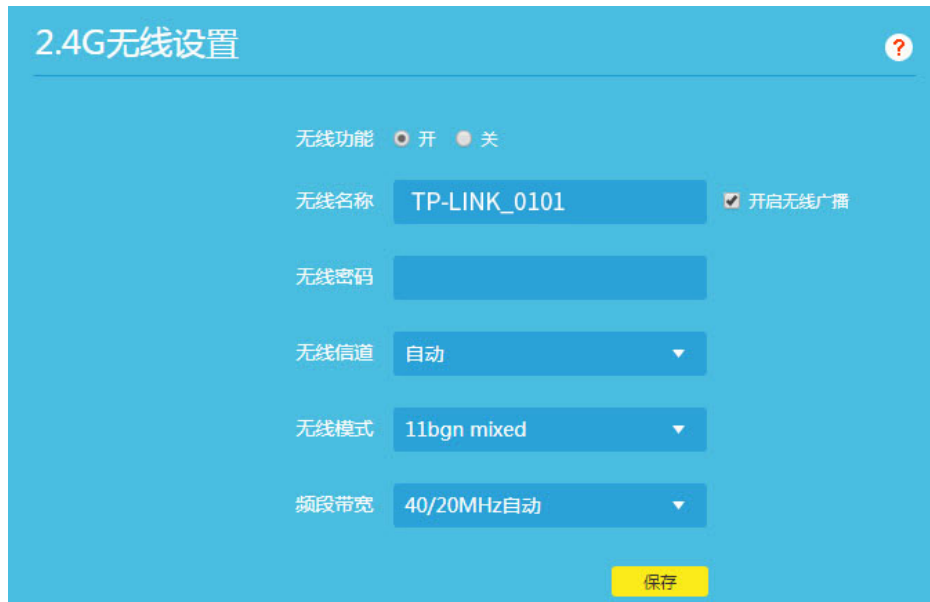 2.4G无线设置
?
无线功能 开 关
无线名称 TP-LINK_0101 开启无线广播
无线密码
无线信道 自动
无线模式 11bgn mixed
频段带宽 40/20MHz自动
保存